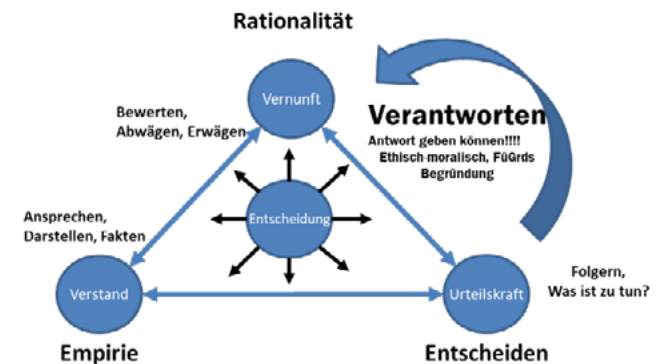 Rationalität
Vernunft
Bewerten,
Abwägen, Erwägen
Verantworten
Antwort geben können!!!!
Ethisch-moralisch, FüGrds
Begründung
Entscheidung
Ansprechen,
Darstellen, Fakten
Verstand
Urteilskraft
Folgern,
Was ist zu tun?
Empirie
Entscheiden